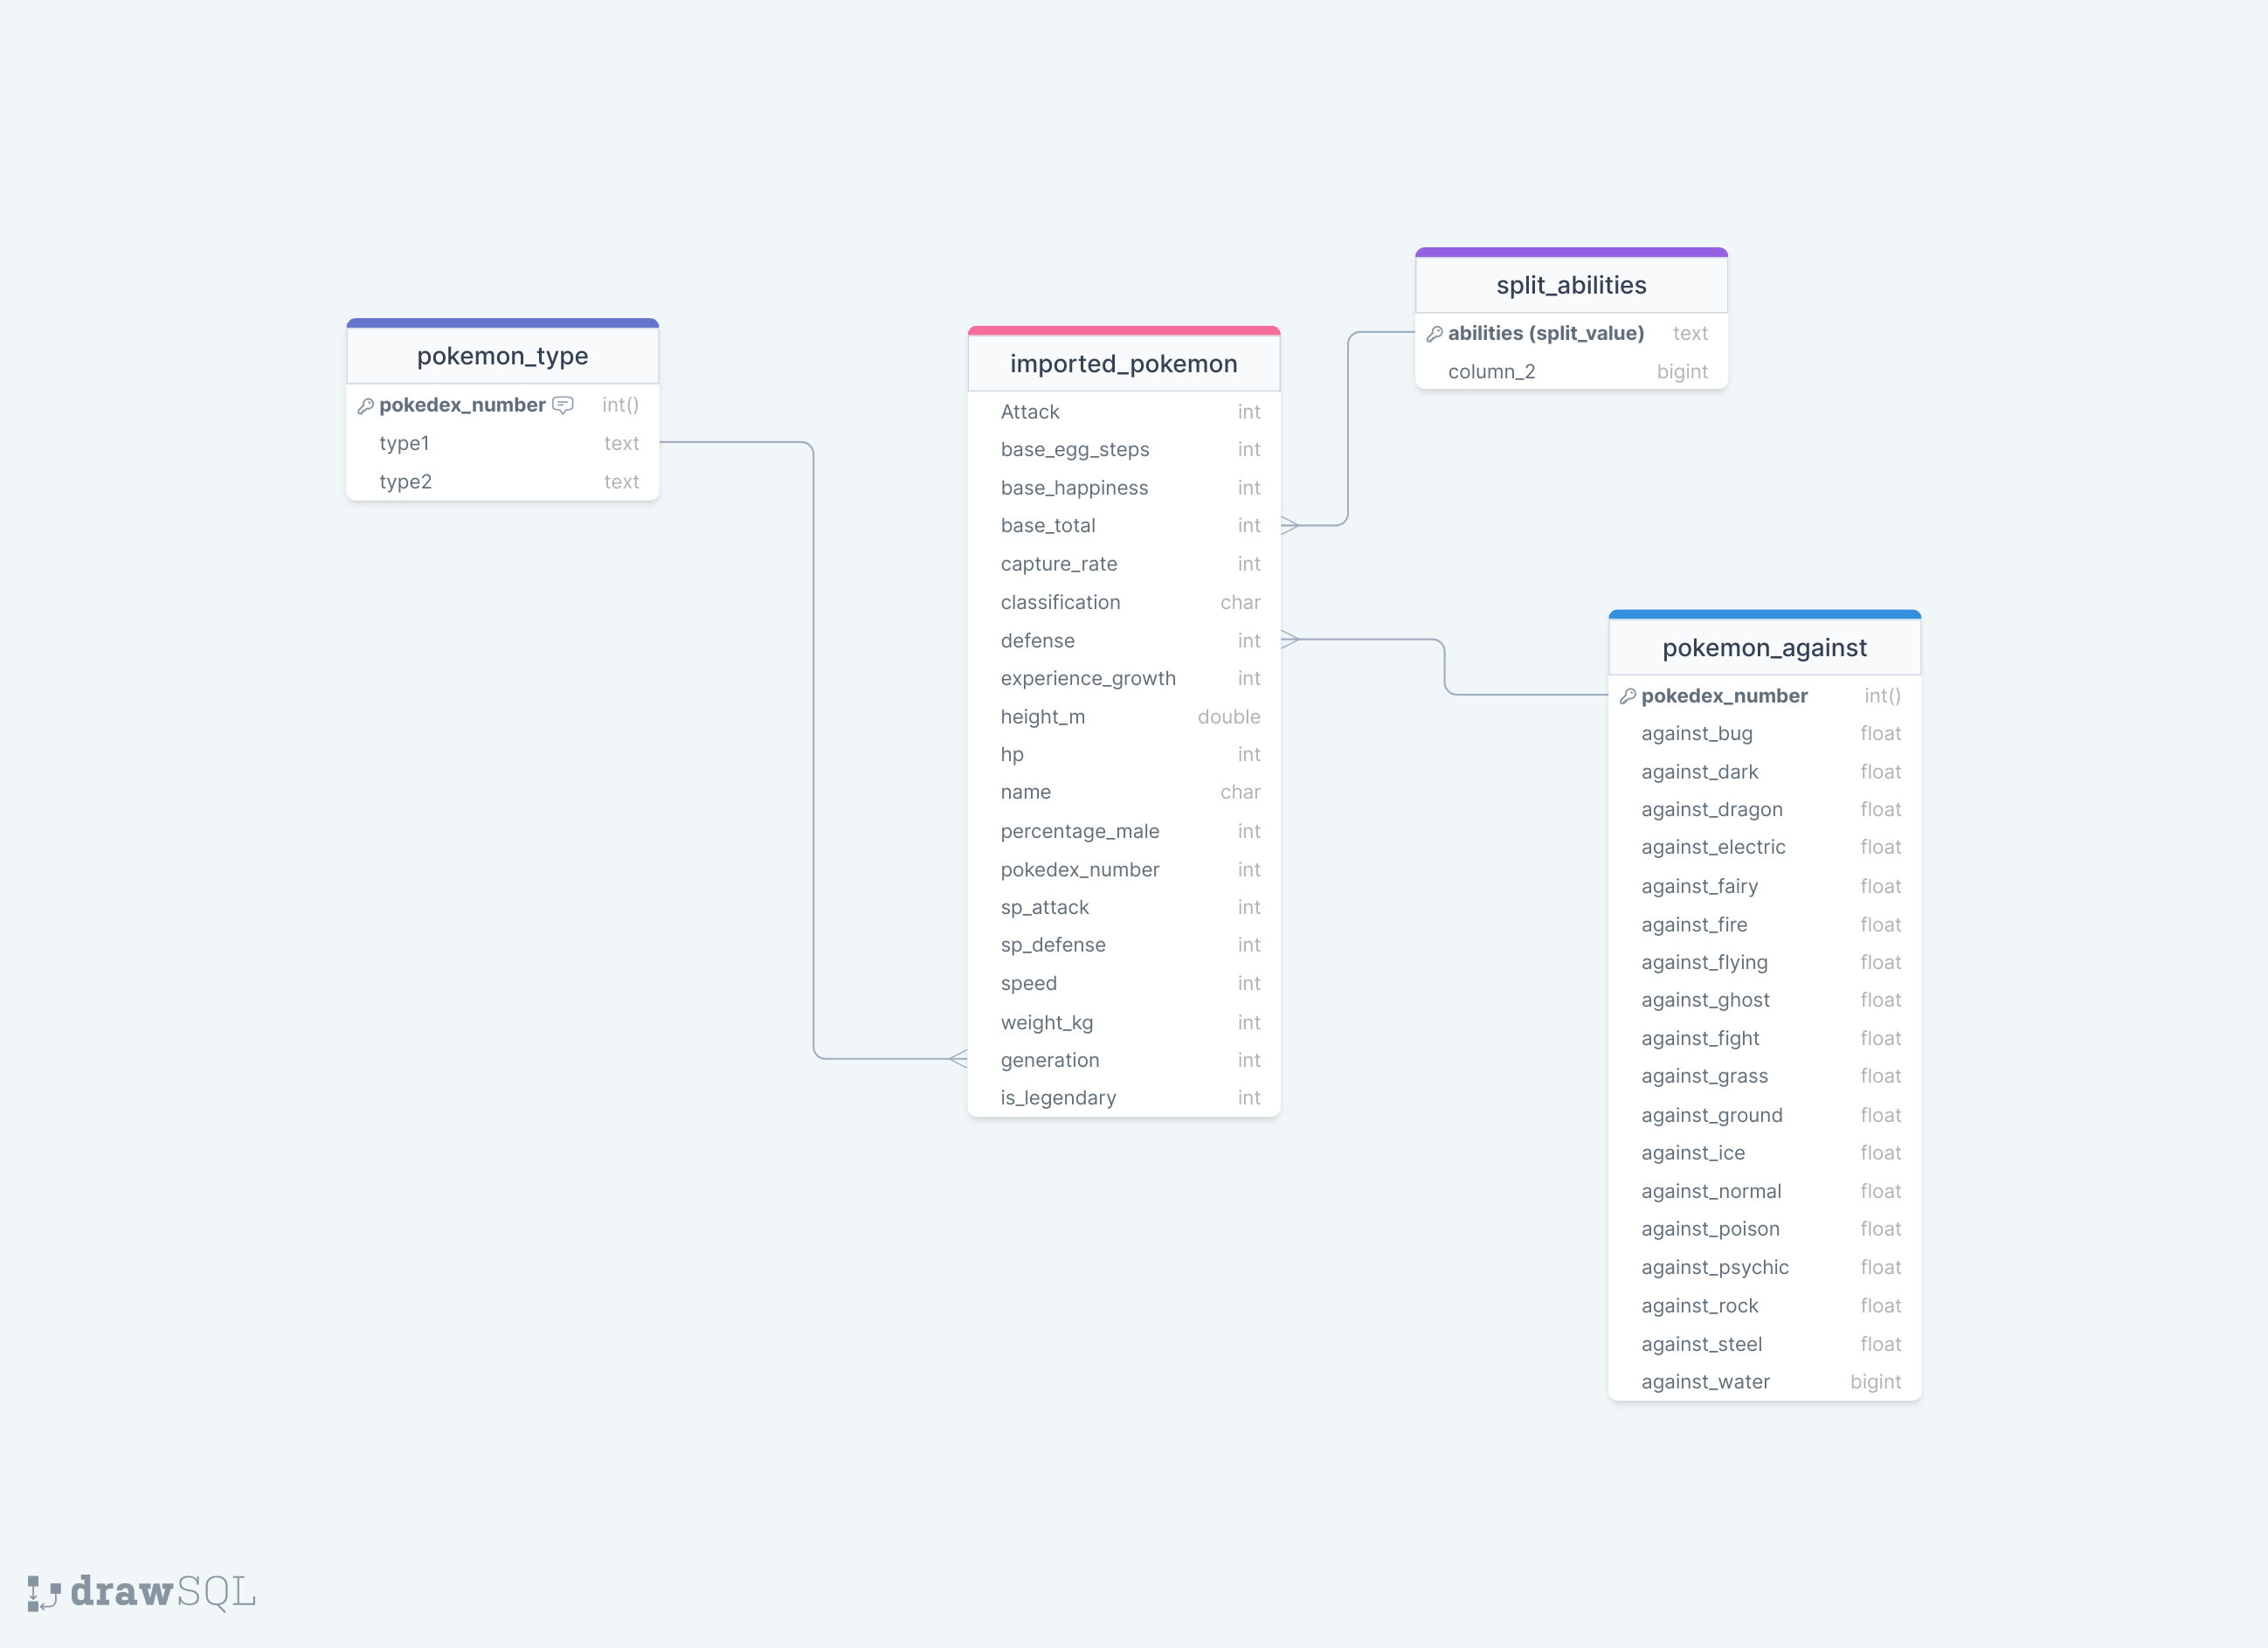 pokemon_type
pokedex_number int()
type1 text
type2 text
imported_pokemon
Attack int
base_egg_steps int
base_happiness int
base_total int
capture_rate int
classification char
defense int
experience_growth int
height_m double
hp int
name char
percentage_male int
pokedex_number int
sp_attack int
sp_defense int
speed int
weight_kg int
generation int
is_legendary int
split_abilities
abilities (split_value) text
column_2 bigint
pokemon_against
pokedex_number int()
against_bug float
against_dark float
against_dragon float
against_electric float
against_fairy float
against_fire float
against_flying float
against_ghost float
against_fight float
against_grass float
against_ground float
against_ice float
against_normal float
against_poison float
against_psychic float
against_rock float
against_steel float
against_water bigint
drawSQL